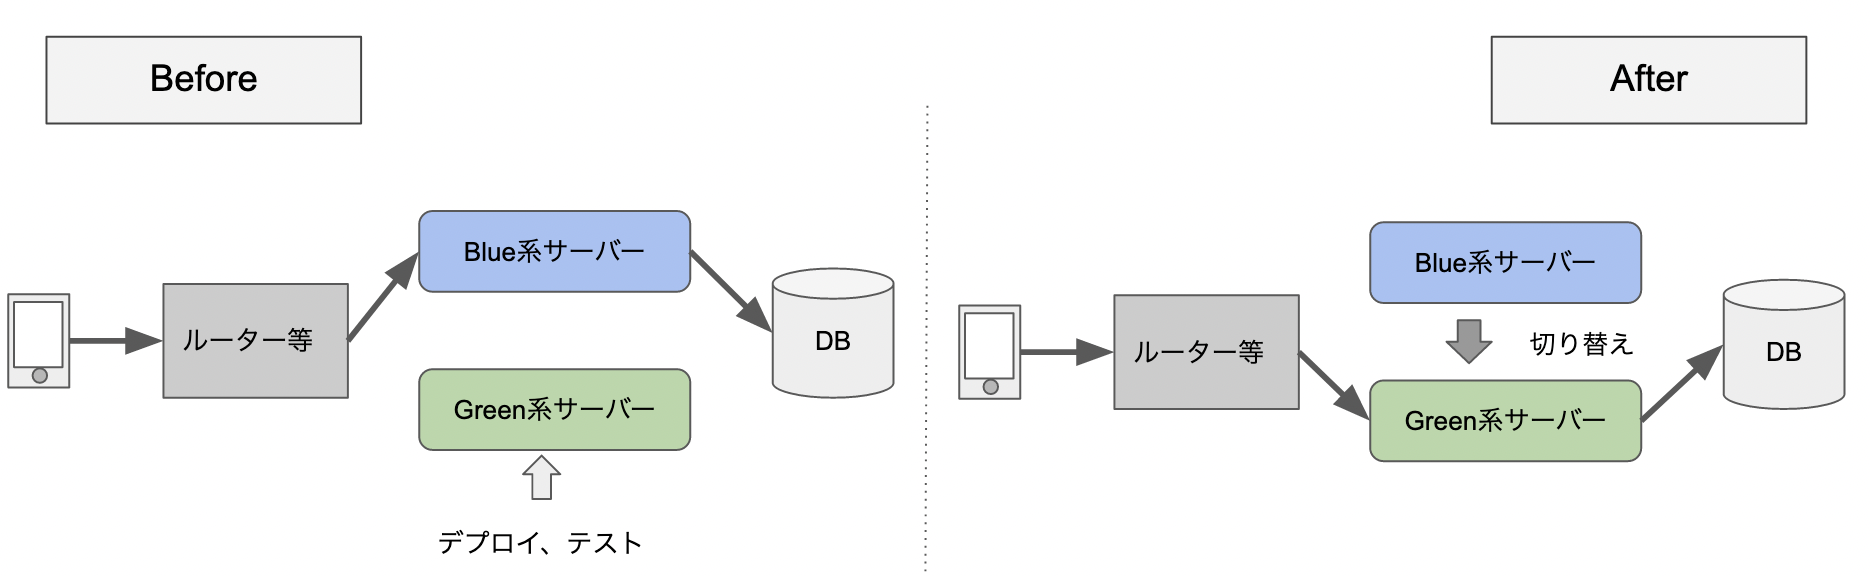 Before
Blue系サーバー
ルーター等
DB
Green系サーバー
デプロイ、テスト
After
Blue系サーバー
切り替え
ルーター等
DB
Green系サーバー